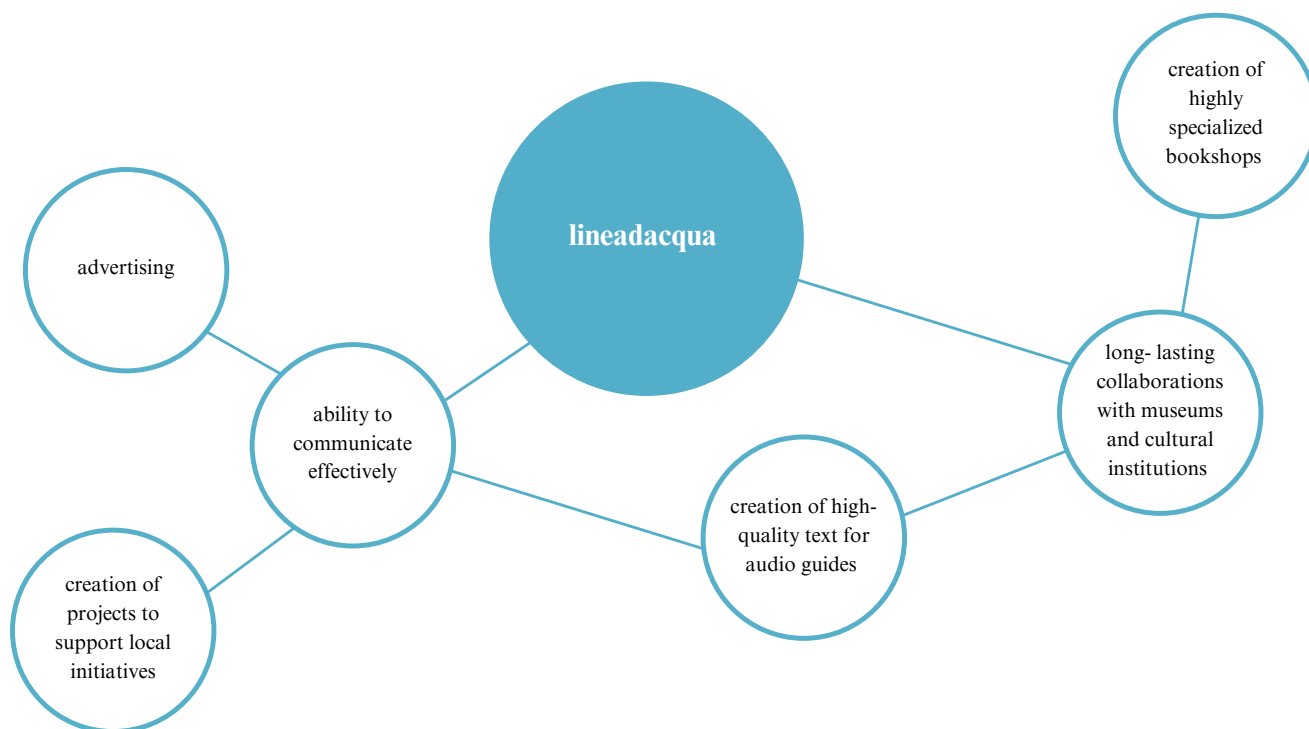 lineadacqua
advertising
ability to
communicate
effectively
creation of
projects to
support local
initiatives
creation of high-
quality text for
audio guides
long- lasting
collaborations
with museums
and cultural
institutions
creation of
highly
specialized
bookshops